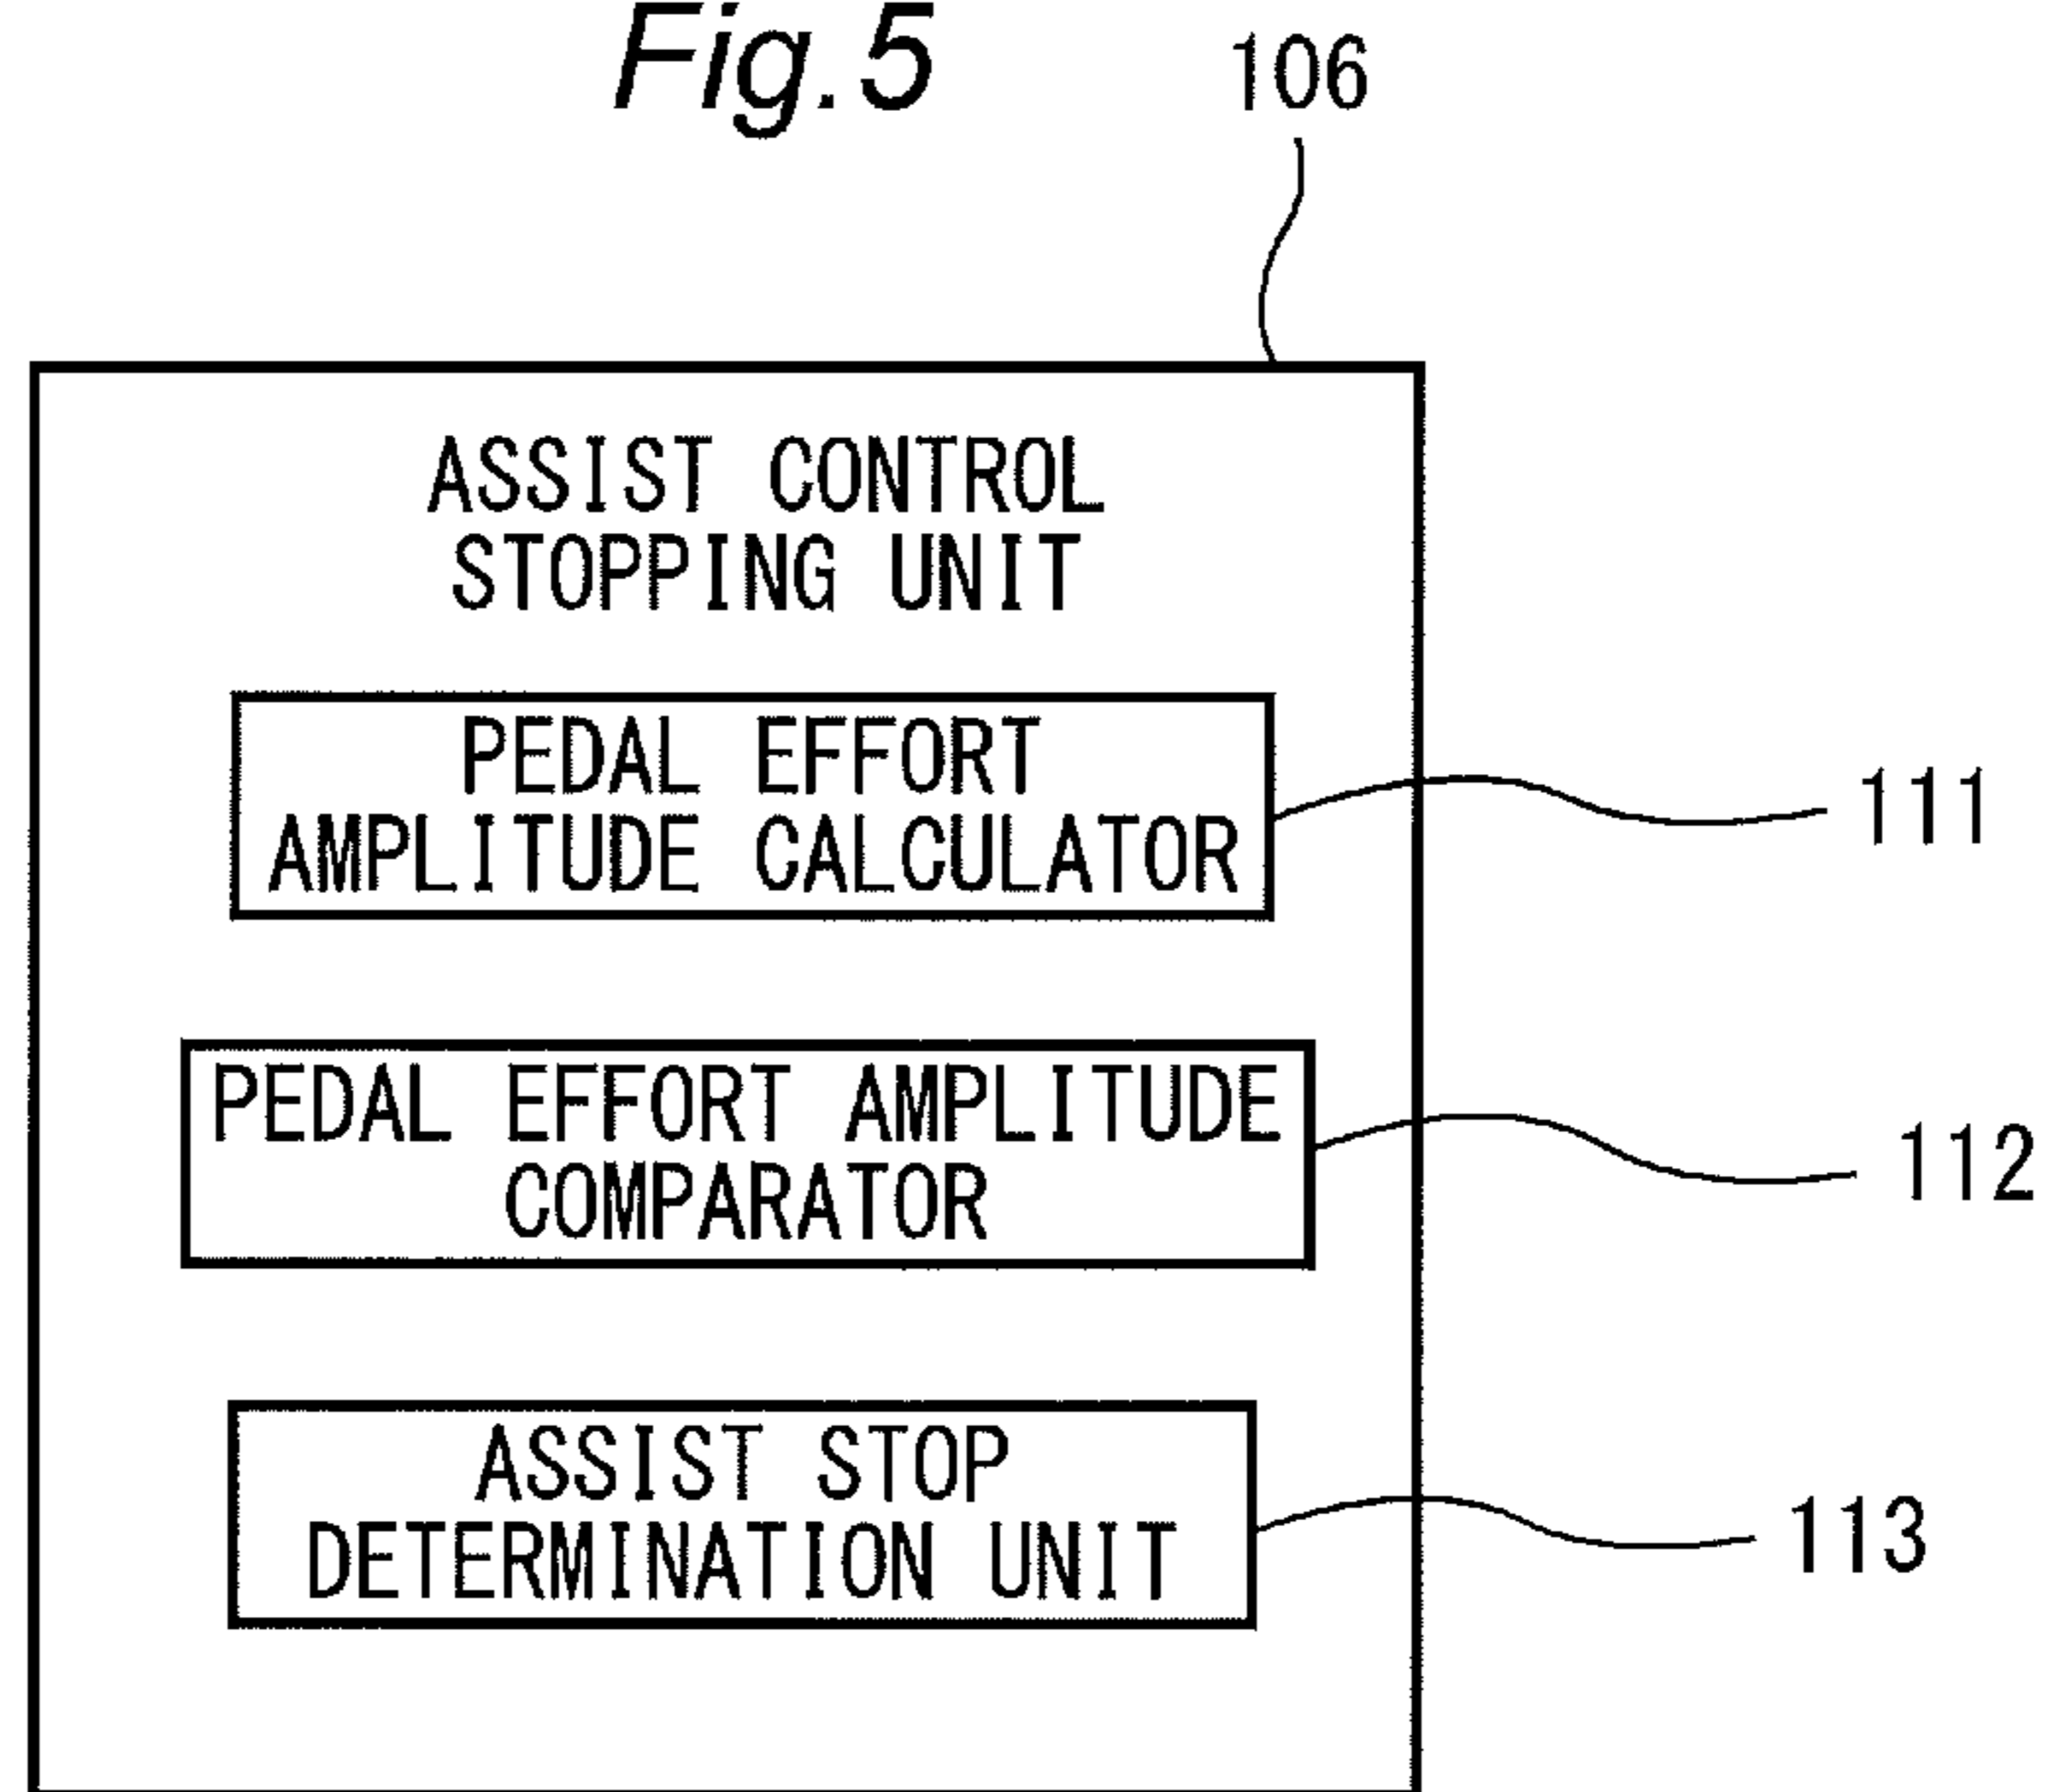 Fig.5
106
ASSIST CONTROL
STOPPING UNIT
PEDAL EFFORT
AMPLITUDE CALCULATOR
111
PEDAL EFFORT AMPLITUDE
COMPARATOR
112
ASSIST STOP
DETERMINATION UNIT
113